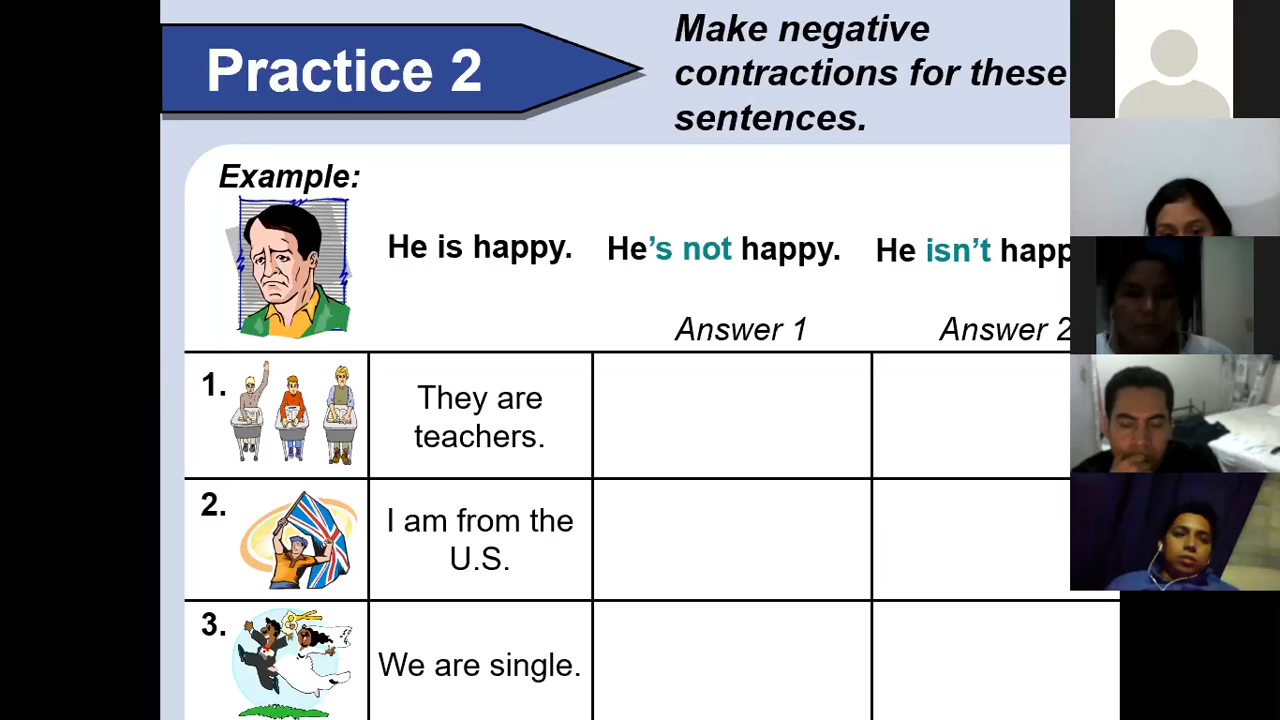 Practice 2
Make negative
contractions for these
sentences.
Example:
He is happy.
He's not happy.
He isn't happ
Answer 1
Answer 2
1.
They are
teachers.
2.
I am from the
U.S.
3.
We are single.